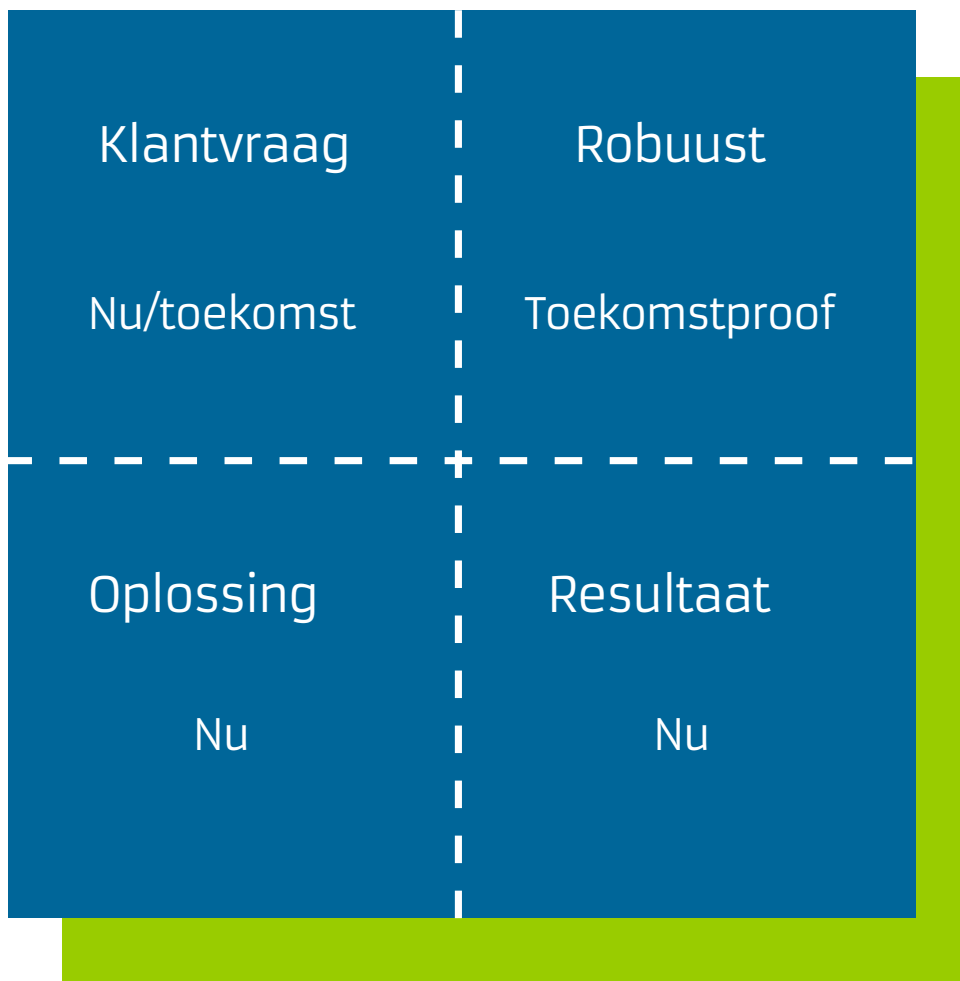 Klantvraag
Nu/toekomst
Robuust
Toekomstproof
Oplossing
Nu
Resultaat
Nu